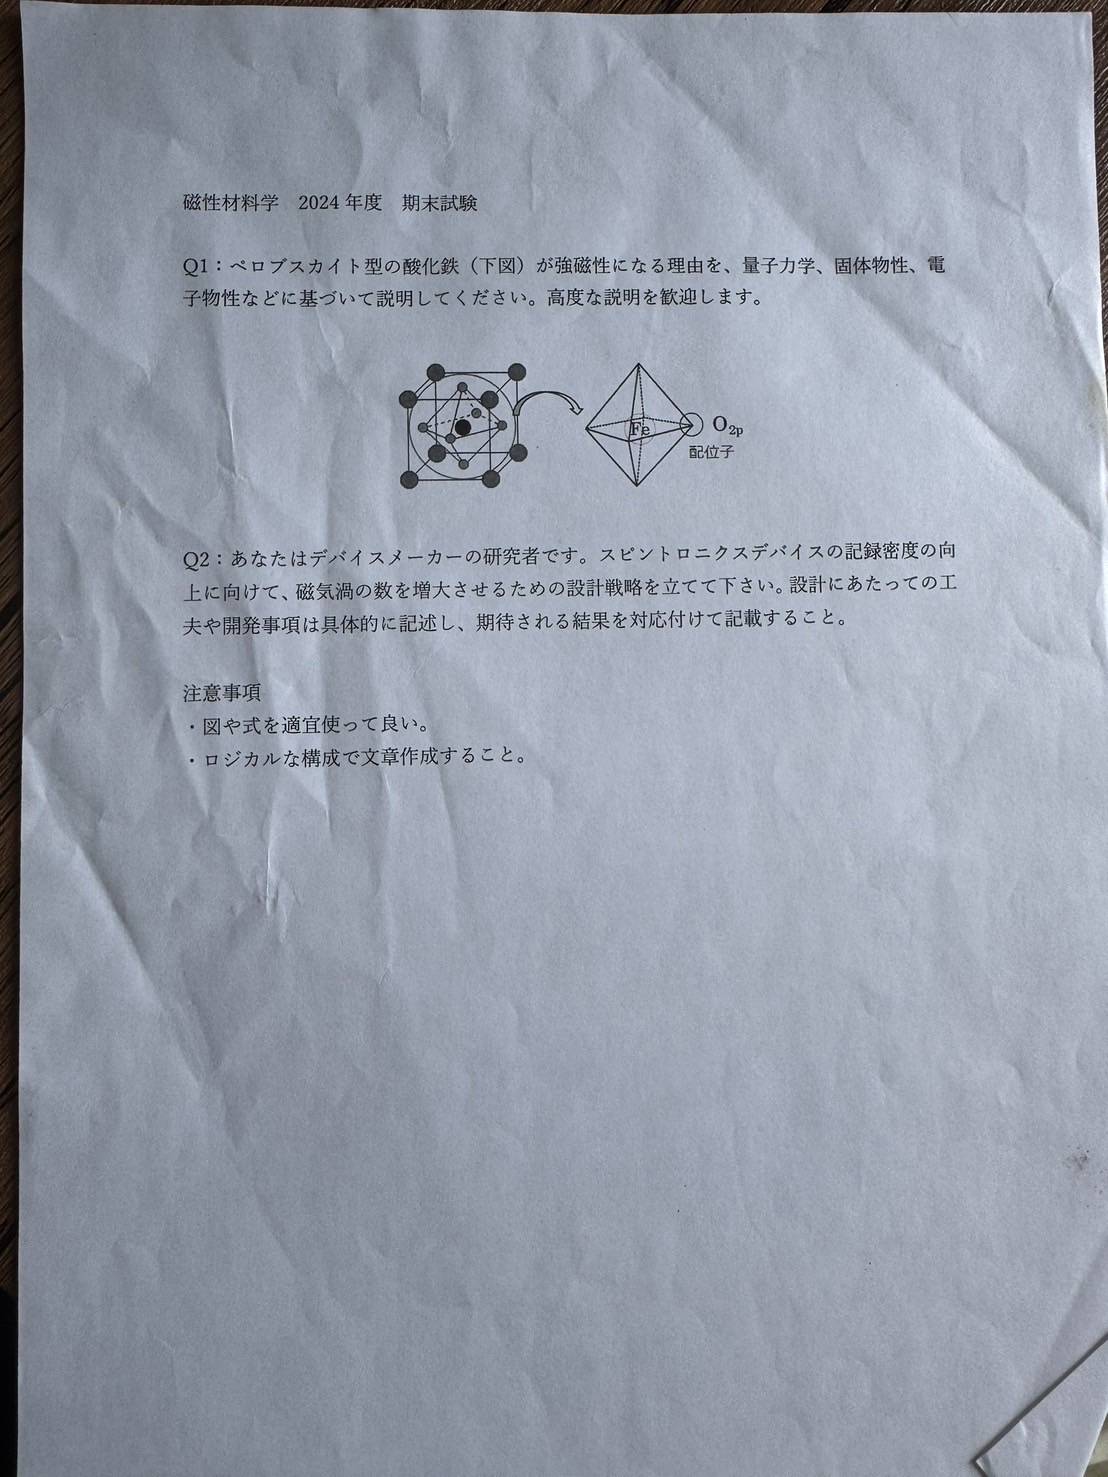 磁性材料学　2024 年度　期末試験
Q1：ペロブスカイト型の酸化鉄（下図）が強磁性になる理由を、量子力学、固体物性、電
子物性などに基づいて説明してください。高度な説明を歓迎します。
Fe
O2p
配位子
Q2：あなたはデバイスメーカーの研究者です。スピントロニクスデバイスの記録密度の向
上に向けて、磁気渦の数を増大させるための設計戦略を立てて下さい。設計にあたっての工
夫や開発事項は具体的に記述し、期待される結果を対応付けて記載すること。
注意事項
・図や式を適宜使って良い。
・ロジカルな構成で文章作成すること。